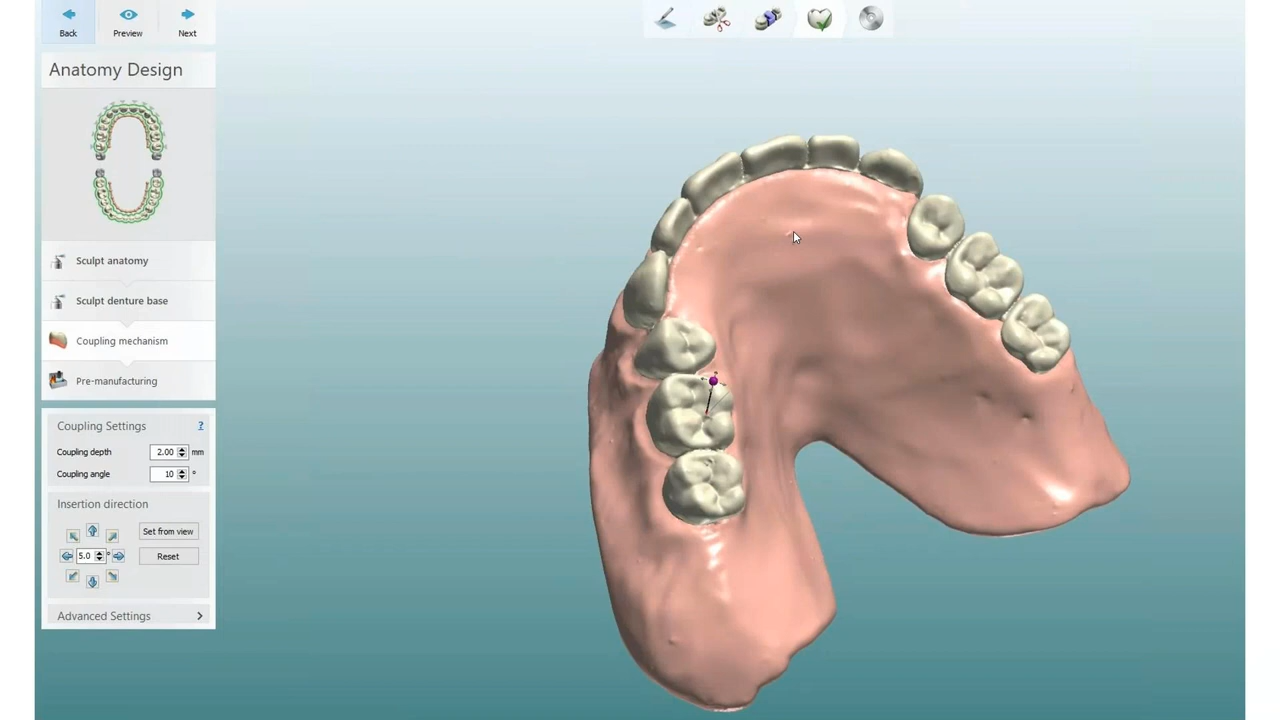 Back Preview Next
Anatomy Design
Sculpt anatomy
Sculpt denture base
Coupling mechanism
Pre-manufacturing
Coupling Settings ?
Coupling depth 2.00 mm
Coupling angle 10 °
Insertion direction
Set from view
5.0 ° Reset
Advanced Settings